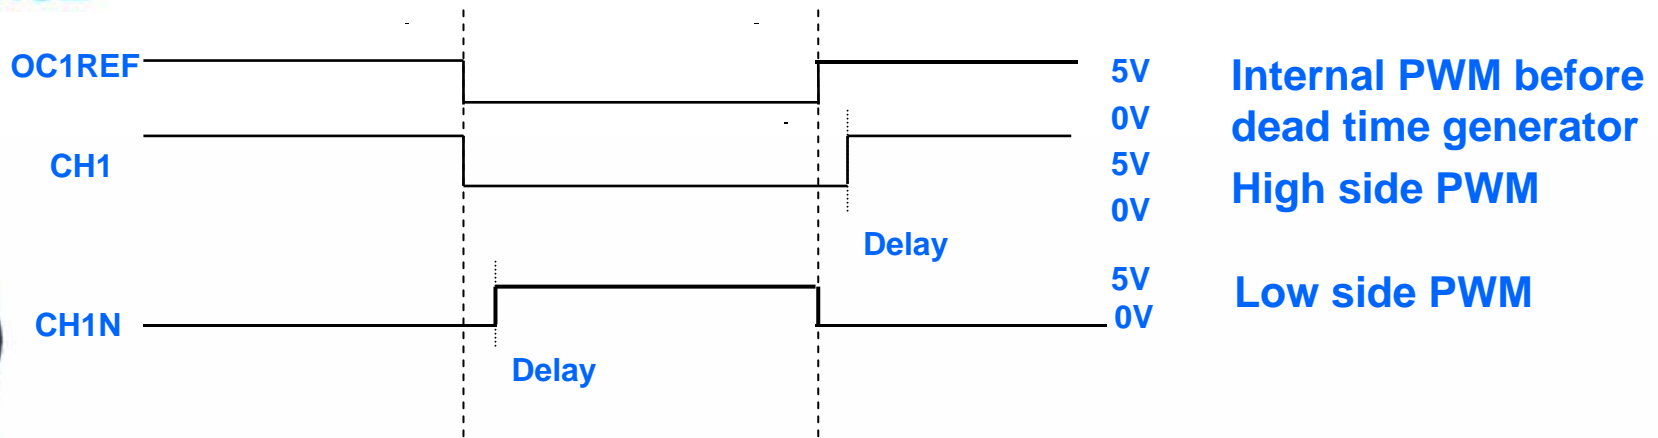 OC1REF
5V
Internal PWM before
0V
dead time generator
CH1
5V
High side PWM
0V
Delay
5V
Low side PWM
CH1N
0V
Delay